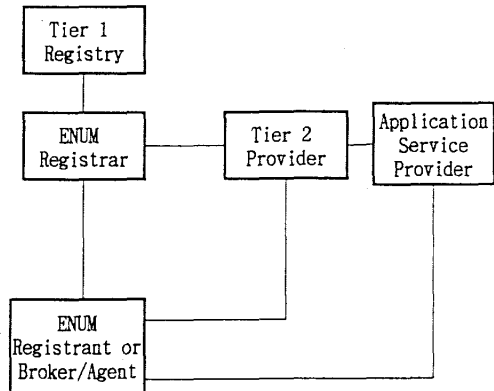 Tier 1
Registry
ENUM
Registrar
Tier 2
Provider
Application
Service
Provider
ENUM
Registrant or
Broker/Agent